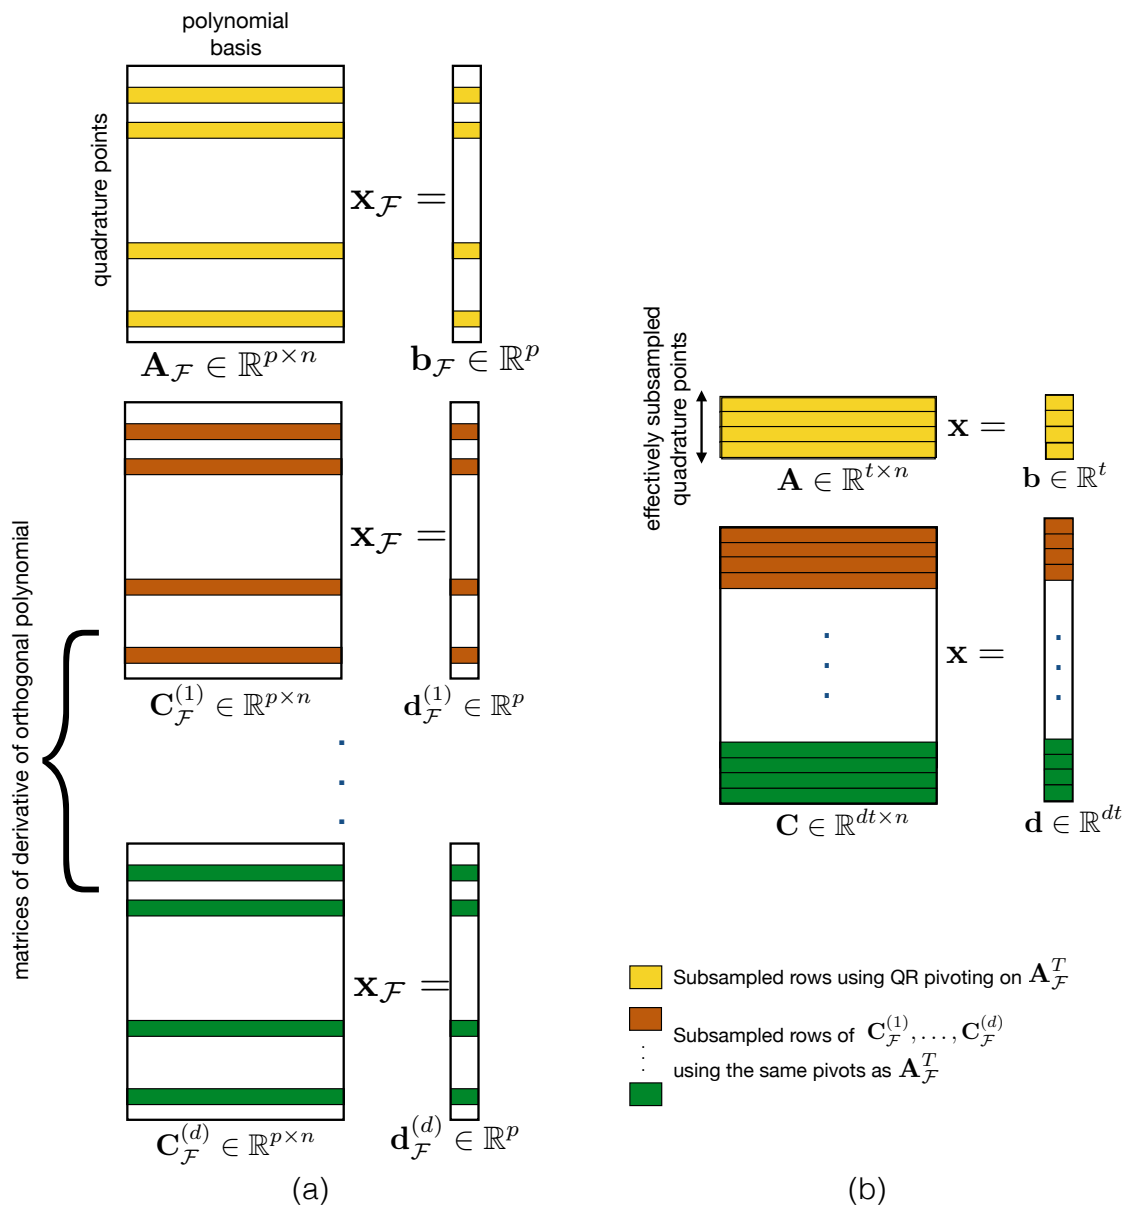 polynomial
basis
quadrature points
𝐱_ℱ =
𝐀_ℱ ∈ ℝ^{p×n}
𝐛_ℱ ∈ ℝ^p
𝐱_ℱ =
𝐂_ℱ^{(1)} ∈ ℝ^{p×n}
𝐝_ℱ^{(1)} ∈ ℝ^p
matrices of derivative of orthogonal polynomial
𝐱_ℱ =
𝐂_ℱ^{(d)} ∈ ℝ^{p×n}
𝐝_ℱ^{(d)} ∈ ℝ^p
(a)
effectively subsampled
quadrature points
𝐱 =
𝐀 ∈ ℝ^{t×n}
𝐛 ∈ ℝ^t
𝐱 =
𝐂 ∈ ℝ^{dt×n}
𝐝 ∈ ℝ^{dt}
Subsampled rows using QR pivoting on 𝐀_ℱ^T
Subsampled rows of 𝐂_ℱ^{(1)}, . . . , 𝐂_ℱ^{(d)}
using the same pivots as 𝐀_ℱ^T
(b)